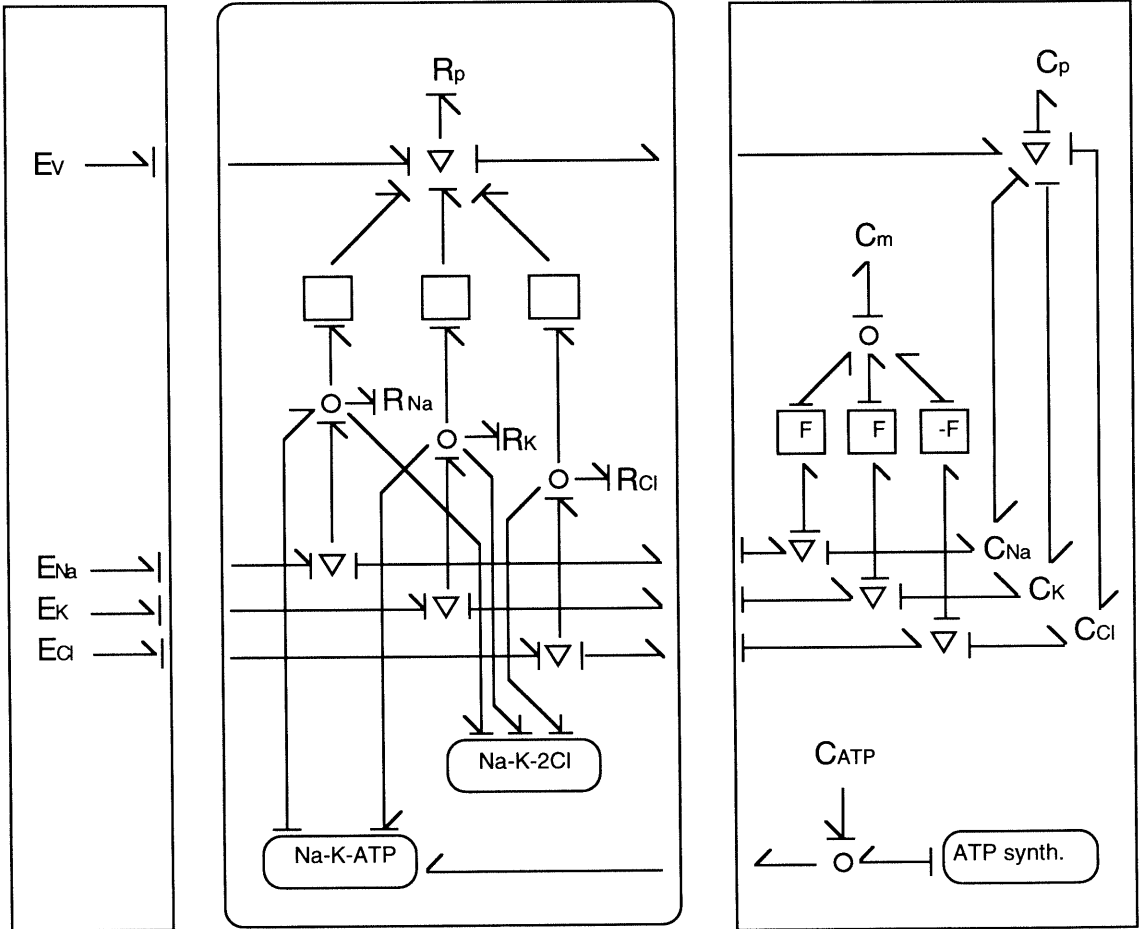 Rp
Cp
Ev
Cm
RNa
F F -F
RK
RCl
ENa
CNa
EK
CK
ECl
CCl
Na-K-2Cl
CATP
Na-K-ATP
ATP synth.